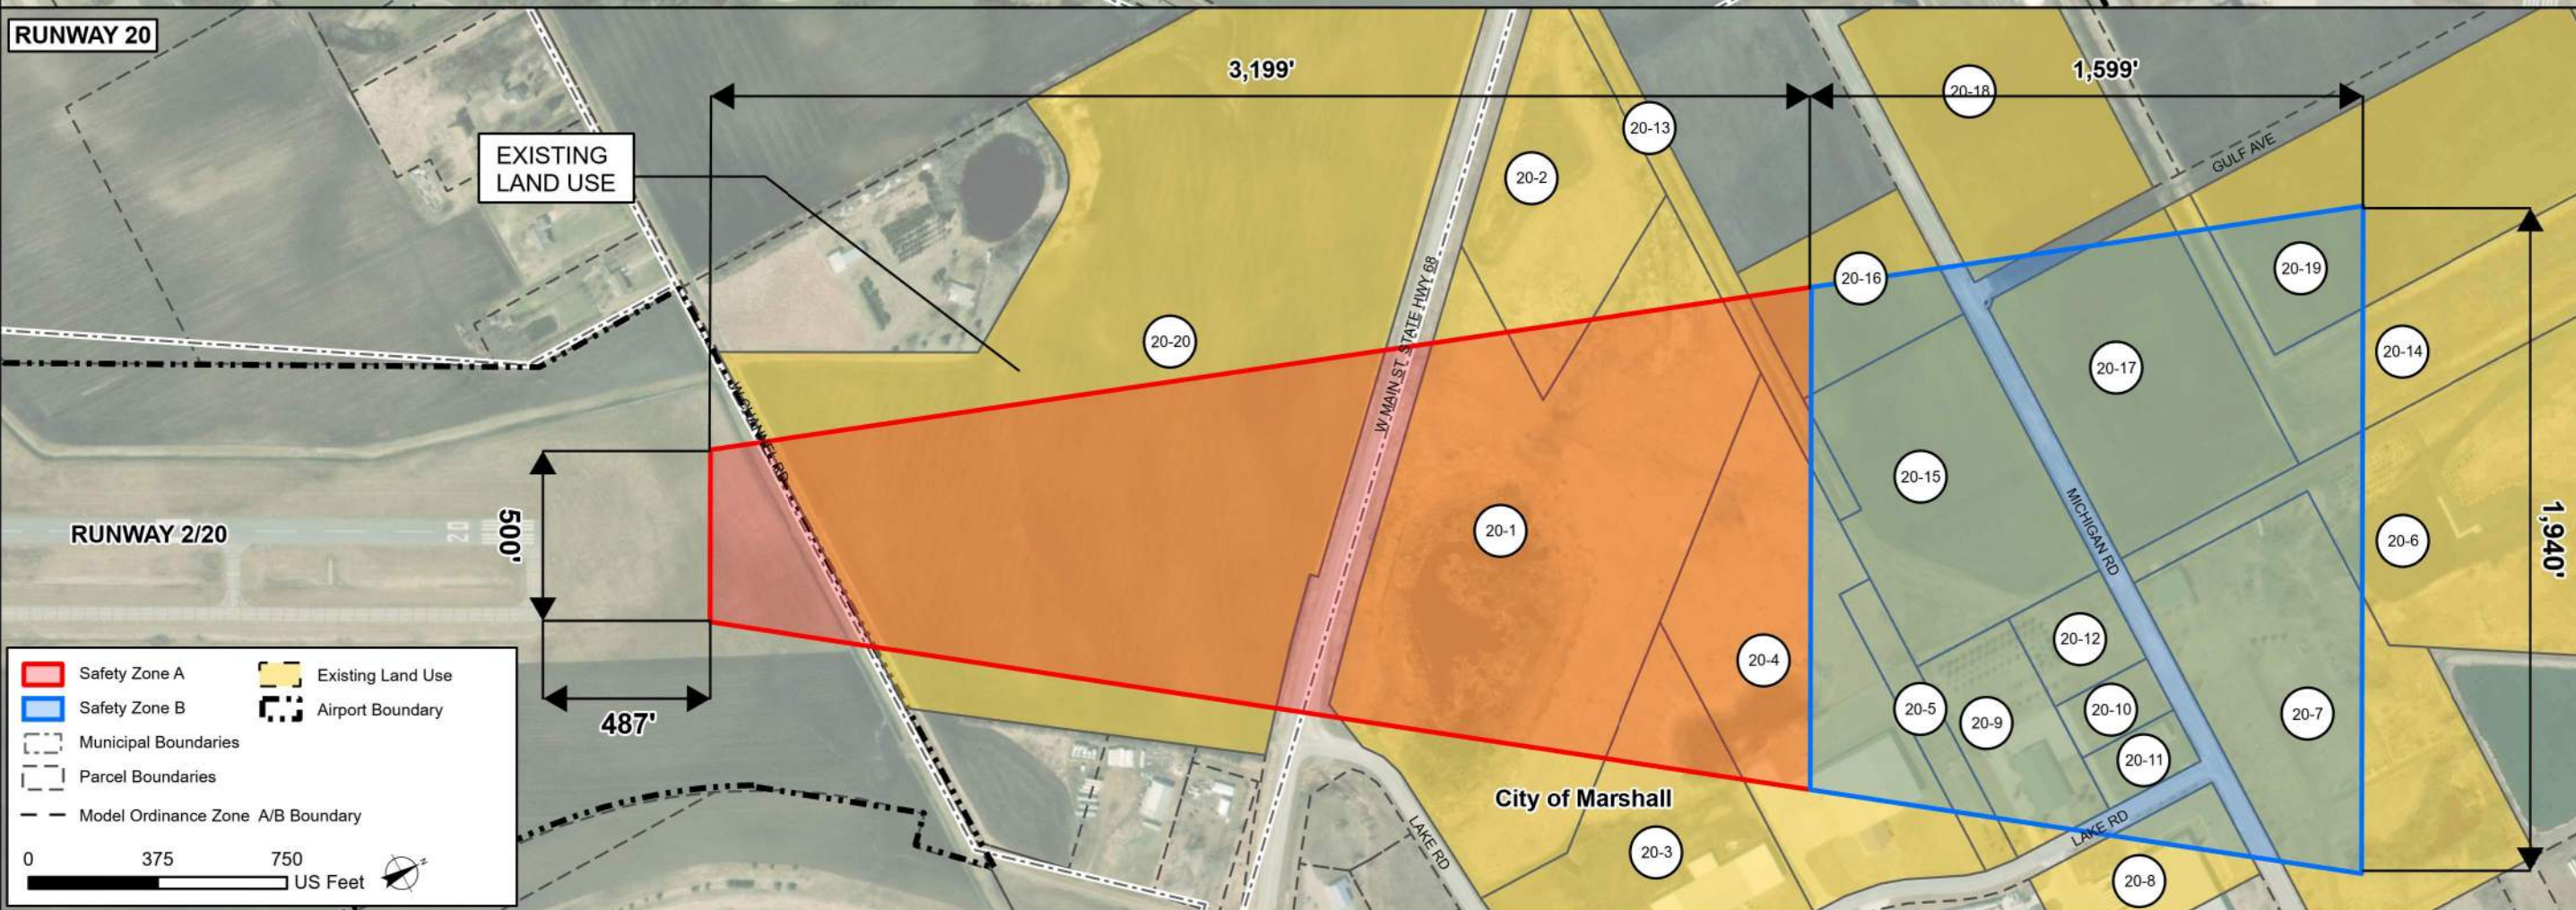 RUNWAY 20
3,199'
1,599'
20-18
20-13
EXISTING
LAND USE
GULF AVE
20-2
20-16
20-19
W MAIN ST STATE HWY 68
20-20
20-14
20-17
W CHANNEL RD
20-15
500'
RUNWAY 2/20
20
20-1
MICHIGAN RD
20-6
1,940'
20-12
20-4
20-5
20-9
20-10
20-7
487'
20-11
City of Marshall
LAKE RD
LAKE RD
20-3
20-8
Safety Zone A
Existing Land Use
Safety Zone B
Airport Boundary
Municipal Boundaries
Parcel Boundaries
Model Ordinance Zone A/B Boundary
0 375 750
US Feet
N